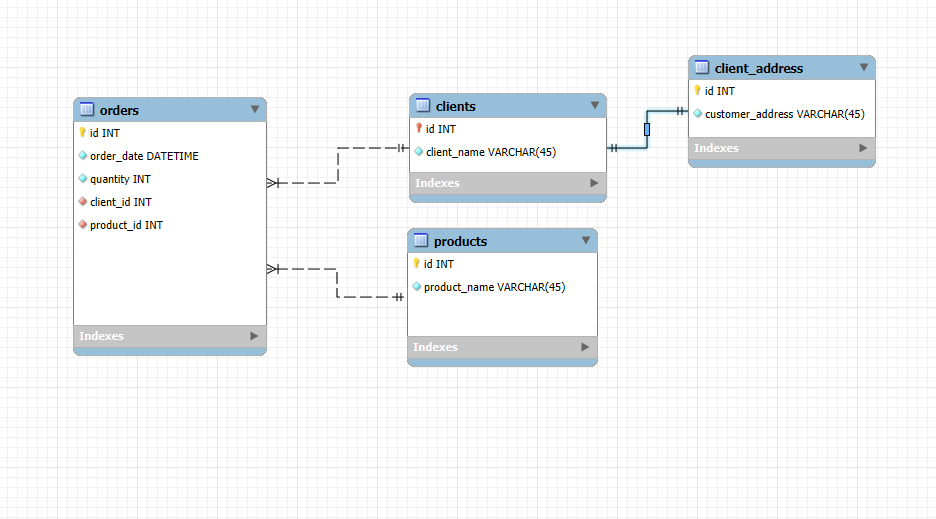 orders
id INT
order_date DATETIME
quantity INT
client_id INT
product_id INT
Indexes
clients
id INT
client_name VARCHAR(45)
Indexes
products
id INT
product_name VARCHAR(45)
Indexes
client_address
id INT
customer_address VARCHAR(45)
Indexes